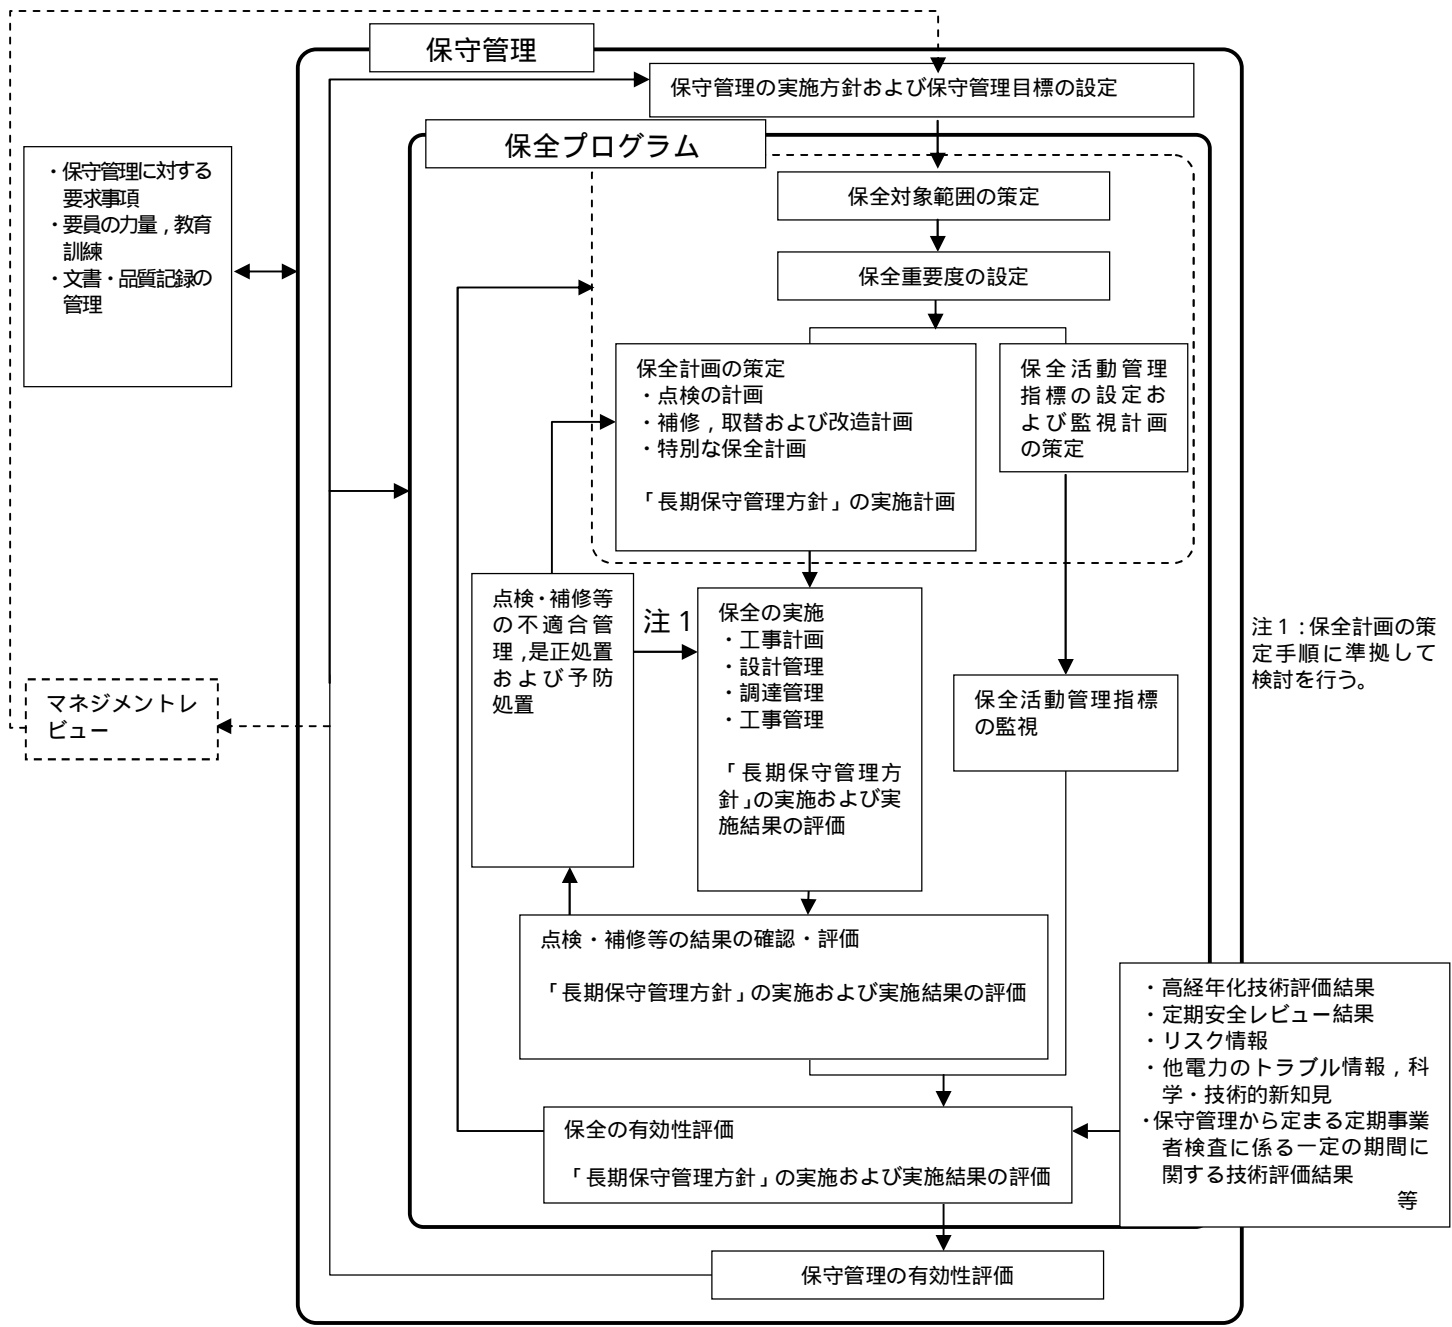 保守管理
保守管理の実施方針および保守管理目標の設定
保全プログラム
・保守管理に対する
要求事項
・要員の力量，教育
訓練
・文書・品質記録の
管理
保全対象範囲の策定
保全重要度の設定
保全計画の策定
・点検の計画
・補修，取替および改造計画
・特別な保全計画
「長期保守管理方針」の実施計画
保全活動管理
指標の設定お
よび監視計画
の策定
点検・補修等
の不適合管
理，是正処置
および予防
処置
注１
保全の実施
・工事計画
・設計管理
・調達管理
・工事管理
「長期保守管理方
針」の実施および実
施結果の評価
注１：保全計画の策
定手順に準拠して
検討を行う。
保全活動管理指標
の監視
マネジメントレ
ビュー
点検・補修等の結果の確認・評価
「長期保守管理方針」の実施および実施結果の評価
・高経年化技術評価結果
・定期安全レビュー結果
・リスク情報
・他電力のトラブル情報，科
学・技術的新知見
・保守管理から定まる定期事業
者検査に係る一定の期間に
関する技術評価結果
等
保全の有効性評価
「長期保守管理方針」の実施および実施結果の評価
保守管理の有効性評価